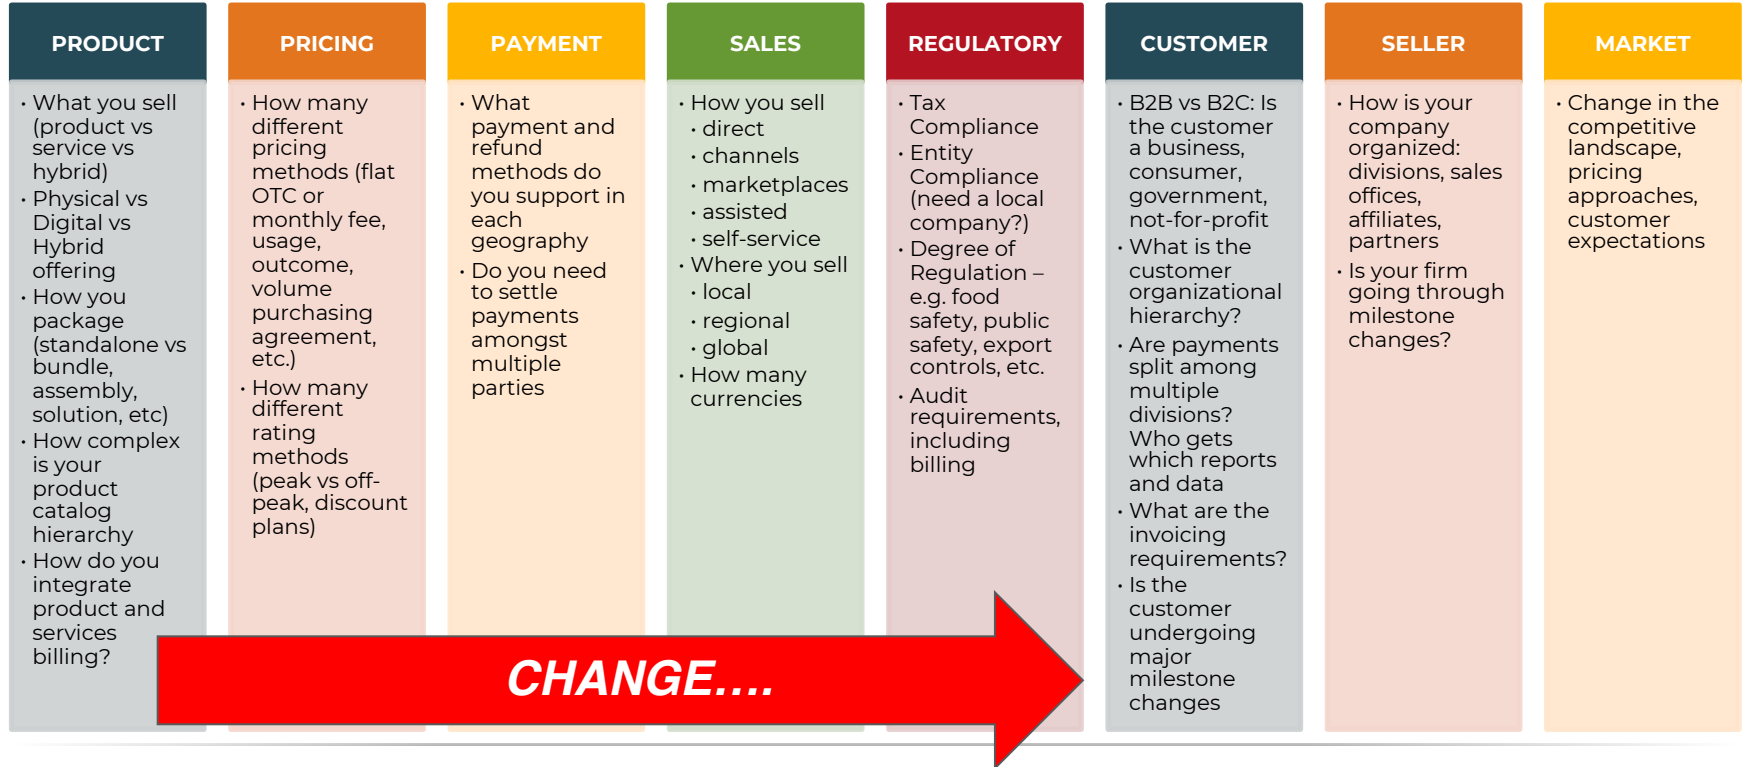 PRODUCT
• What you sell
(product vs
service vs
hybrid)
• Physical vs
Digital vs
Hybrid
offering
• How you
package
(standalone vs
bundle,
assembly,
solution, etc)
• How complex
is your
product
catalog
hierarchy
• How do you
integrate
product and
services
billing?
PRICING
• How many
different
pricing
methods (flat
OTC or
monthly fee,
usage,
outcome,
volume
purchasing
agreement,
etc.)
• How many
different
rating
methods
(peak vs off-
peak, discount
plans)
PAYMENT
• What
payment and
refund
methods do
you support in
each
geography
• Do you need
to settle
payments
amongst
multiple
parties
SALES
• How you sell
• direct
• channels
• marketplaces
• assisted
• self-service
• Where you sell
• local
• regional
• global
• How many
currencies
REGULATORY
• Tax
Compliance
• Entity
Compliance
(need a local
company?)
• Degree of
Regulation –
e.g. food
safety, public
safety, export
controls, etc.
• Audit
requirements,
including
billing
CUSTOMER
• B2B vs B2C: Is
the customer
a business,
consumer,
government,
not-for-profit
• What is the
customer
organizational
hierarchy?
• Are payments
split among
multiple
divisions?
Who gets
which reports
and data
• What are the
invoicing
requirements?
• Is the
customer
undergoing
major
milestone
changes
SELLER
• How is your
company
organized:
divisions, sales
offices,
affiliates,
partners
• Is your firm
going through
milestone
changes?
MARKET
• Change in the
competitive
landscape,
pricing
approaches,
customer
expectations
CHANGE....